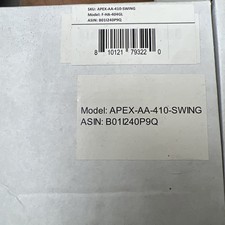 SKU: APEX-AA-410-SWING
ASIN: B01I240P9Q
8 10121 79322 0
Model: APEX-AA-410-SWING
ASIN: B01I240P9Q